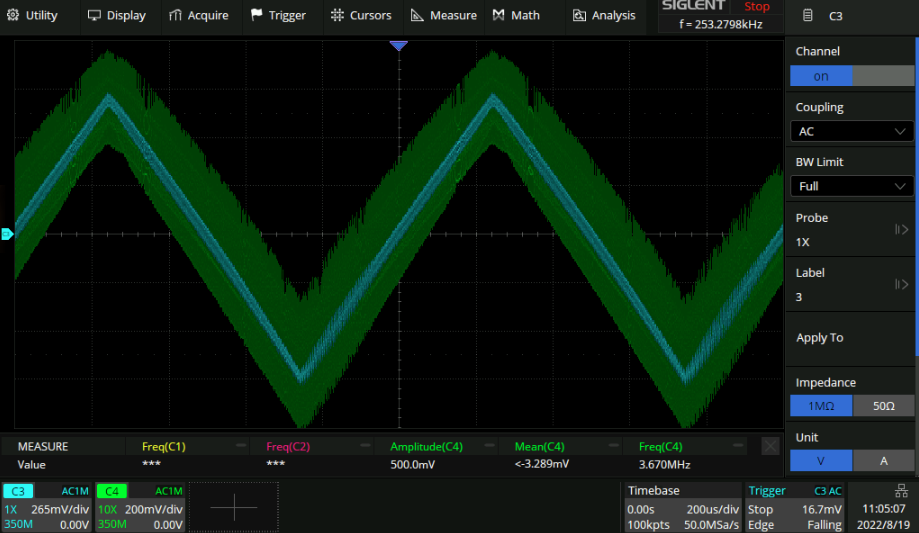 Utility Display Acquire Trigger Cursors Measure Math Analysis SIGLENT Stop C3
f = 253.2798kHz
Channel
on
Coupling
AC
BW Limit
Full
Probe
1X
Label
3
Apply To
Impedance
1MΩ 50Ω
Unit
V A
MEASURE Freq(C1) Freq(C2) Amplitude(C4) Mean(C4) Freq(C4)
Value *** *** 500.0mV <-3.289mV 3.670MHz
C3 AC1M C4 AC1M Timebase Trigger C3 AC
1X 265mV/div 10X 200mV/div 0.00s 200us/div Stop 16.7mV 11:05:07
350M 0.00V 350M 0.00V 100kpts 50.0MSa/s Edge Falling 2022/8/19